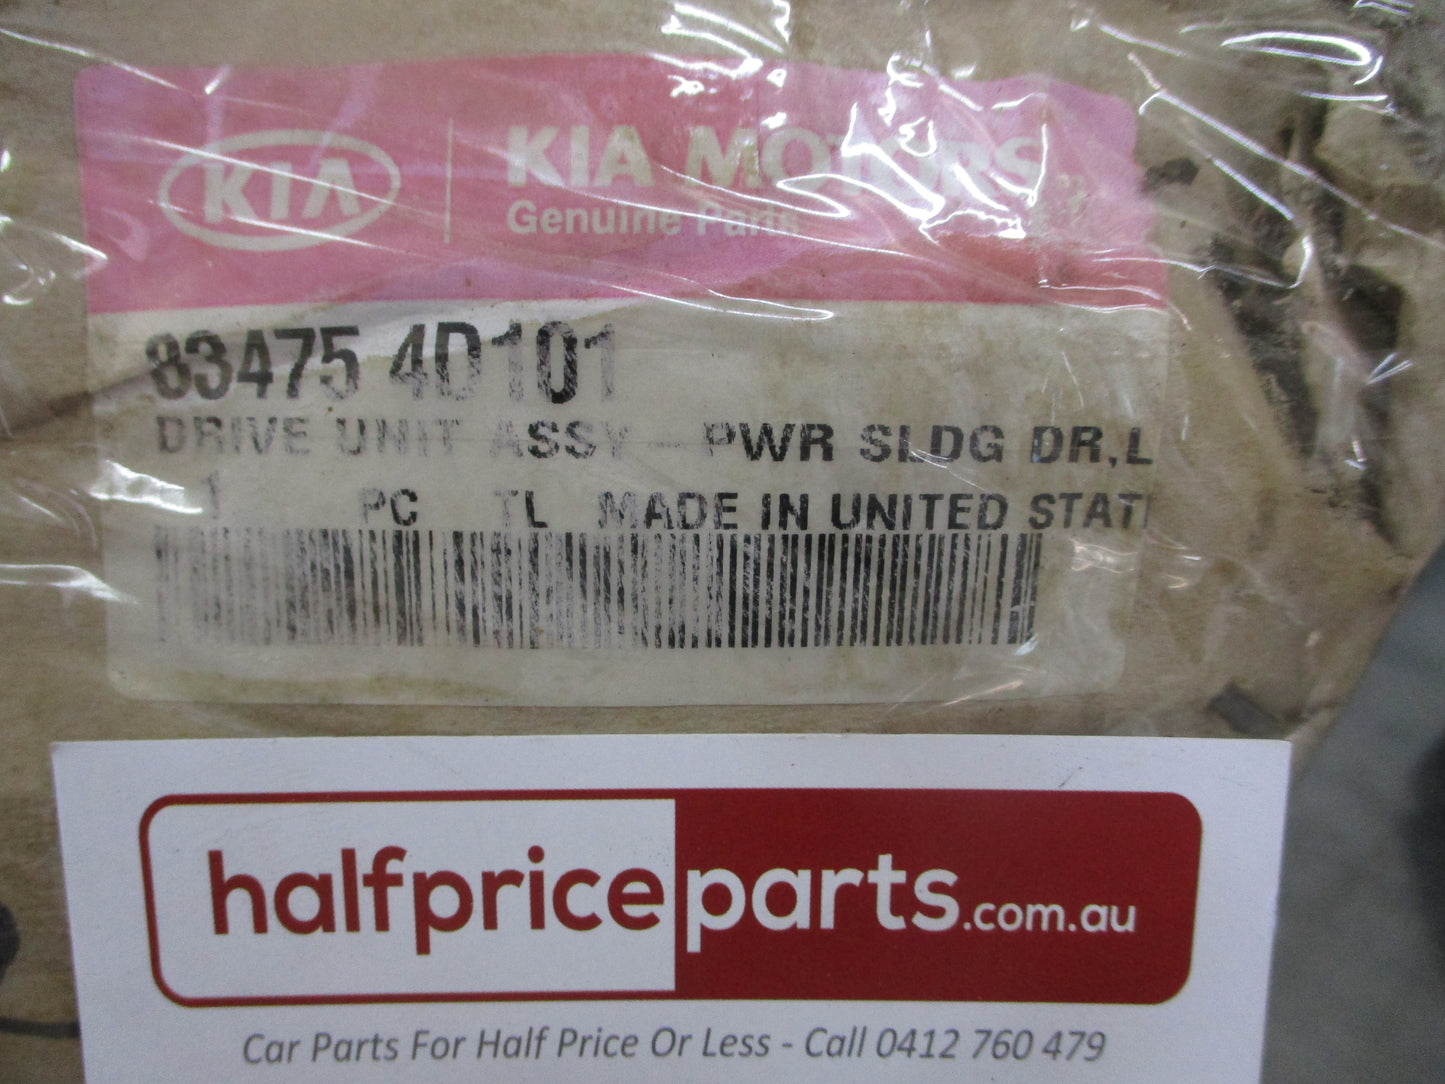 KIA
KIA MOTORS
Genuine Parts
83475 4D101
DRIVE UNIT ASSY - PWR SLDG DR,L
1 PC TL MADE IN UNITED STAT
halfpriceparts.com.au
Car Parts For Half Price Or Less - Call 0412 760 479